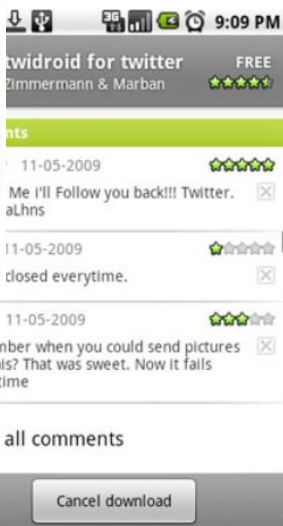 3G 9:09 PM
twidroid for twitter FREE
Zimmermann & Marban
nts
11-05-2009
Me i'll Follow you back!!! Twitter.
aLhns
11-05-2009
closed everytime.
11-05-2009
mber when you could send pictures
his? That was sweet. Now it fails
time
all comments
Cancel download